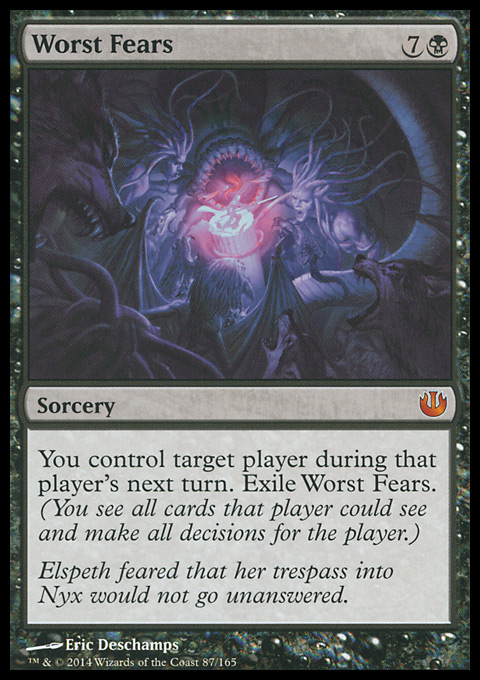 Worst Fears
7
Sorcery
You control target player during that
player's next turn. Exile Worst Fears.
(You see all cards that player could see
and make all decisions for the player.)
Elspeth feared that her trespass into
Nyx would not go unanswered.
Eric Deschamps
™ & © 2014 Wizards of the Coast 87/165